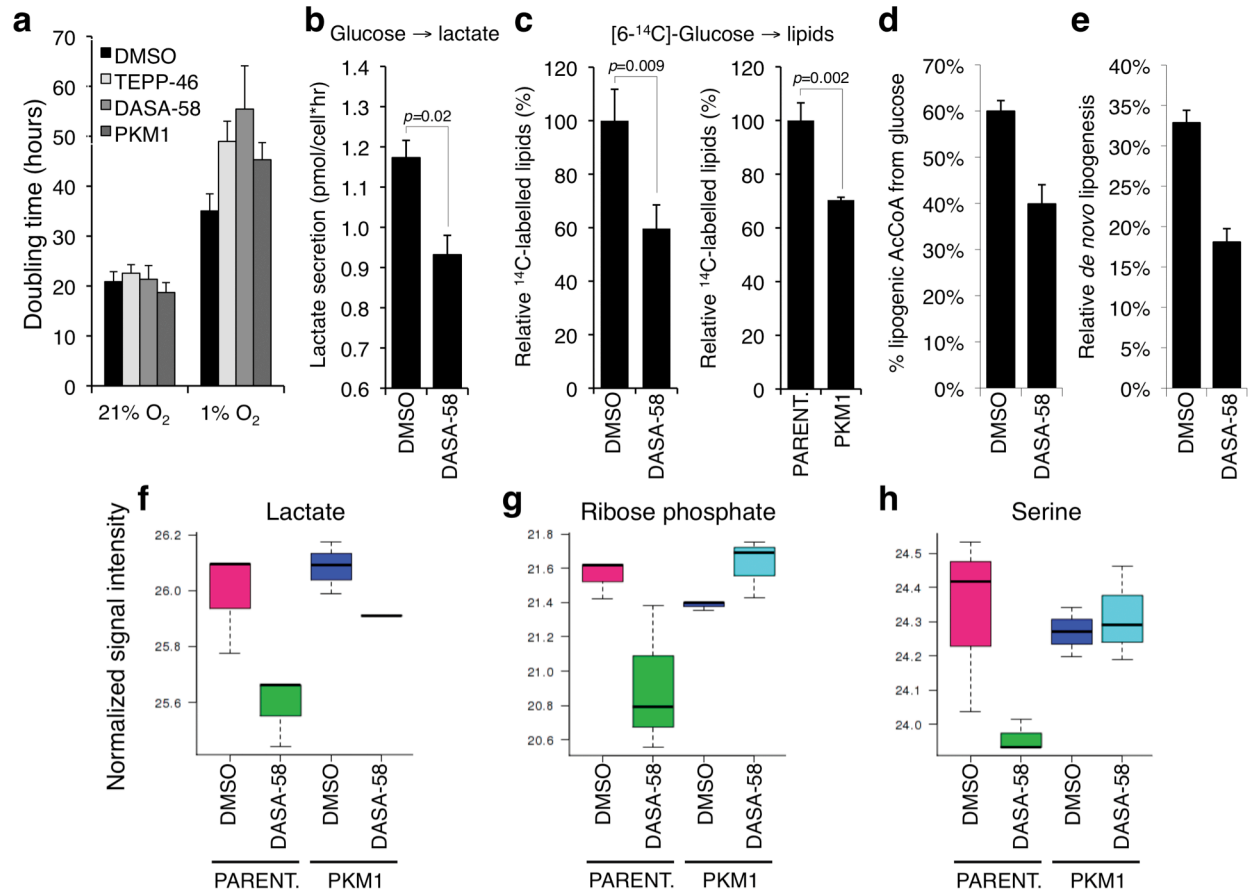 a
70
60
50
40
30
20
10
0
Doubling time (hours)
DMSO
TEPP-46
DASA-58
PKM1
21% O₂
1% O₂
b
Glucose → lactate
1.4
1.3
1.2
1.1
1.0
0.9
0.8
0.7
0.6
Lactate secretion (pmol/cell*hr)
p=0.02
DMSO
DASA-58
c
[6-¹⁴C]-Glucose → lipids
120
100
80
60
40
20
0
Relative ¹⁴C-labelled lipids (%)
p=0.009
DMSO
DASA-58
120
100
80
60
40
20
0
Relative ¹⁴C-labelled lipids (%)
p=0.002
PARENT.
PKM1
d
70%
60%
50%
40%
30%
20%
10%
0%
% lipogenic AcCoA from glucose
DMSO
DASA-58
e
40%
35%
30%
25%
20%
15%
10%
5%
0%
Relative de novo lipogenesis
DMSO
DASA-58
Normalized signal intensity
f
Lactate
26.2
26.0
25.8
25.6
DMSO
DASA-58
DMSO
DASA-58
PARENT.
PKM1
g
Ribose phosphate
21.8
21.6
21.4
21.2
21.0
20.8
20.6
DMSO
DASA-58
DMSO
DASA-58
PARENT.
PKM1
h
Serine
24.5
24.4
24.3
24.2
24.1
24.0
DMSO
DASA-58
DMSO
DASA-58
PARENT.
PKM1